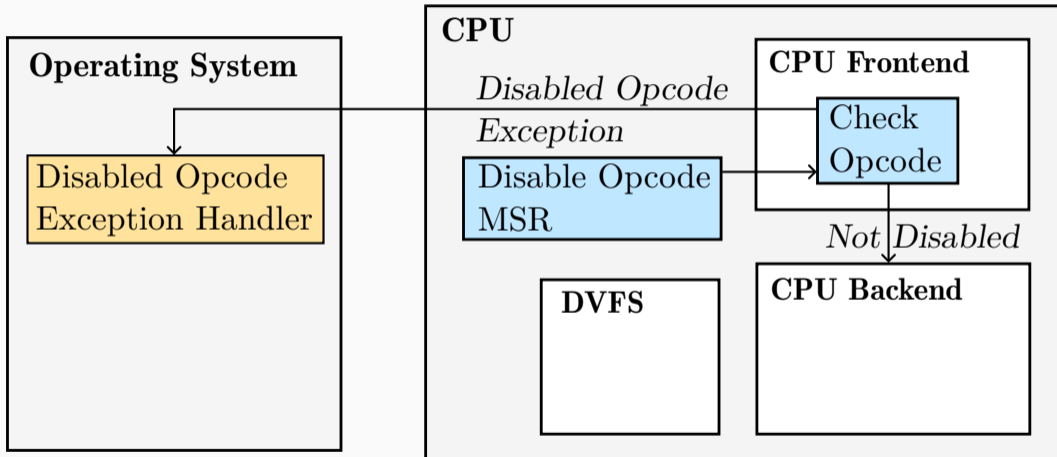 Operating System
Disabled Opcode
Exception Handler
CPU
Disabled Opcode
Exception
Disable Opcode
MSR
CPU Frontend
Check
Opcode
Not Disabled
DVFS
CPU Backend